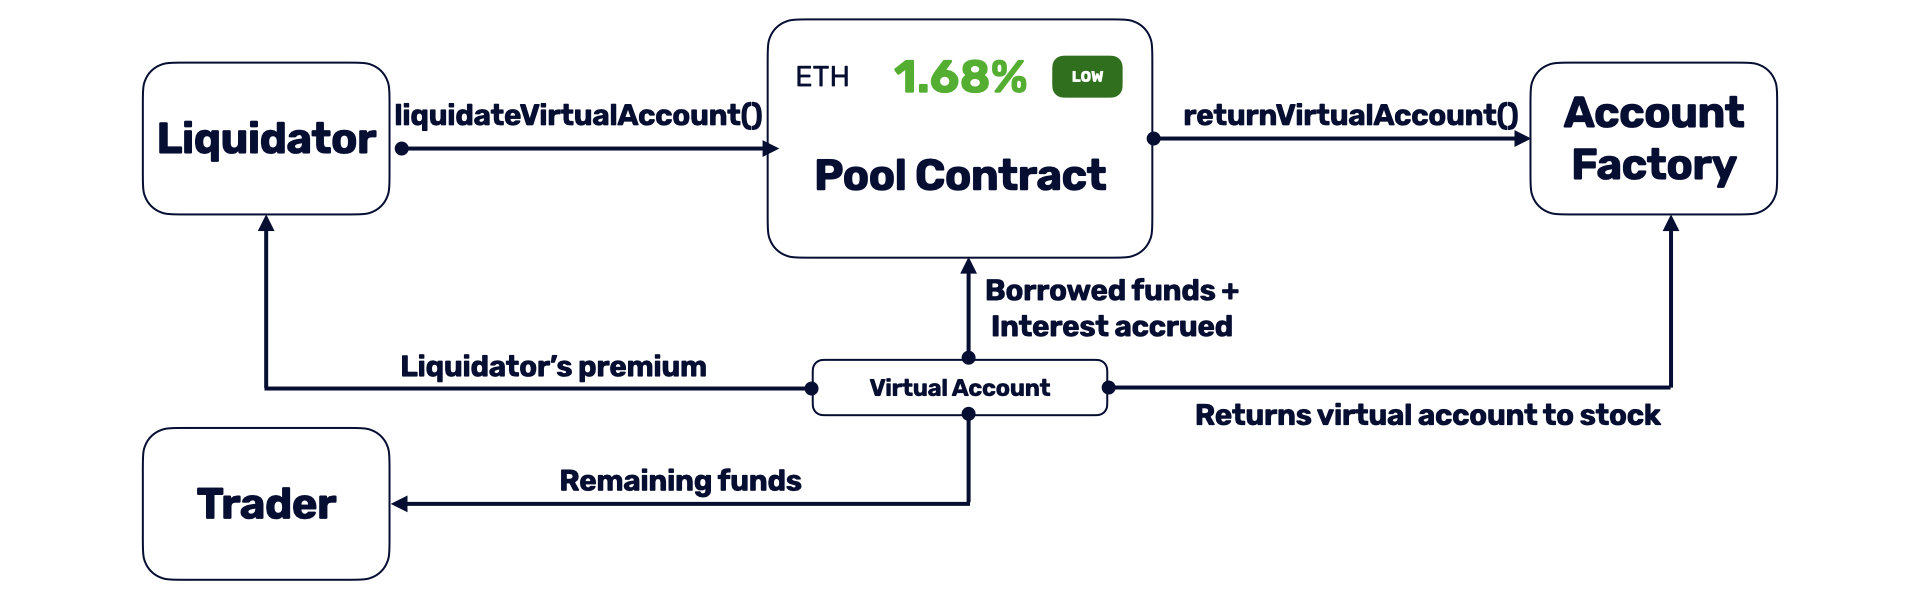 ETH 1.68% LOW
Liquidator
liquidateVirtualAccount()
Pool Contract
returnVirtualAccount()
Account
Factory
Borrowed funds +
Interest accrued
Liquidator’s premium
Virtual Account
Returns virtual account to stock
Remaining funds
Trader